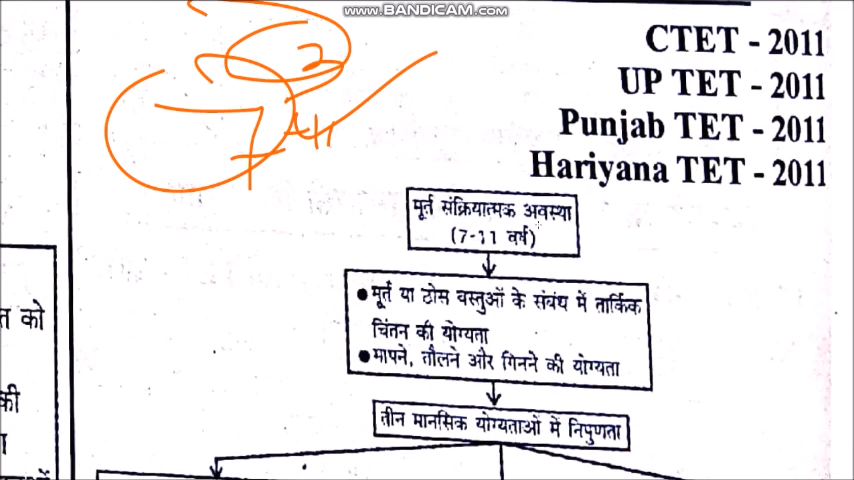 www.BANDICAM.com
CTET - 2011
UP TET - 2011
Punjab TET - 2011
Hariyana TET - 2011
7
मूर्त संक्रियात्मक अवस्था
(7-11 वर्ष)
● मूर्त या ठोस वस्तुओं के संबंध में तार्किक
चिंतन की योग्यता
● मापने, तौलने और गिनने की योग्यता
तीन मानसिक योग्यताओं में निपुणता
त को
की